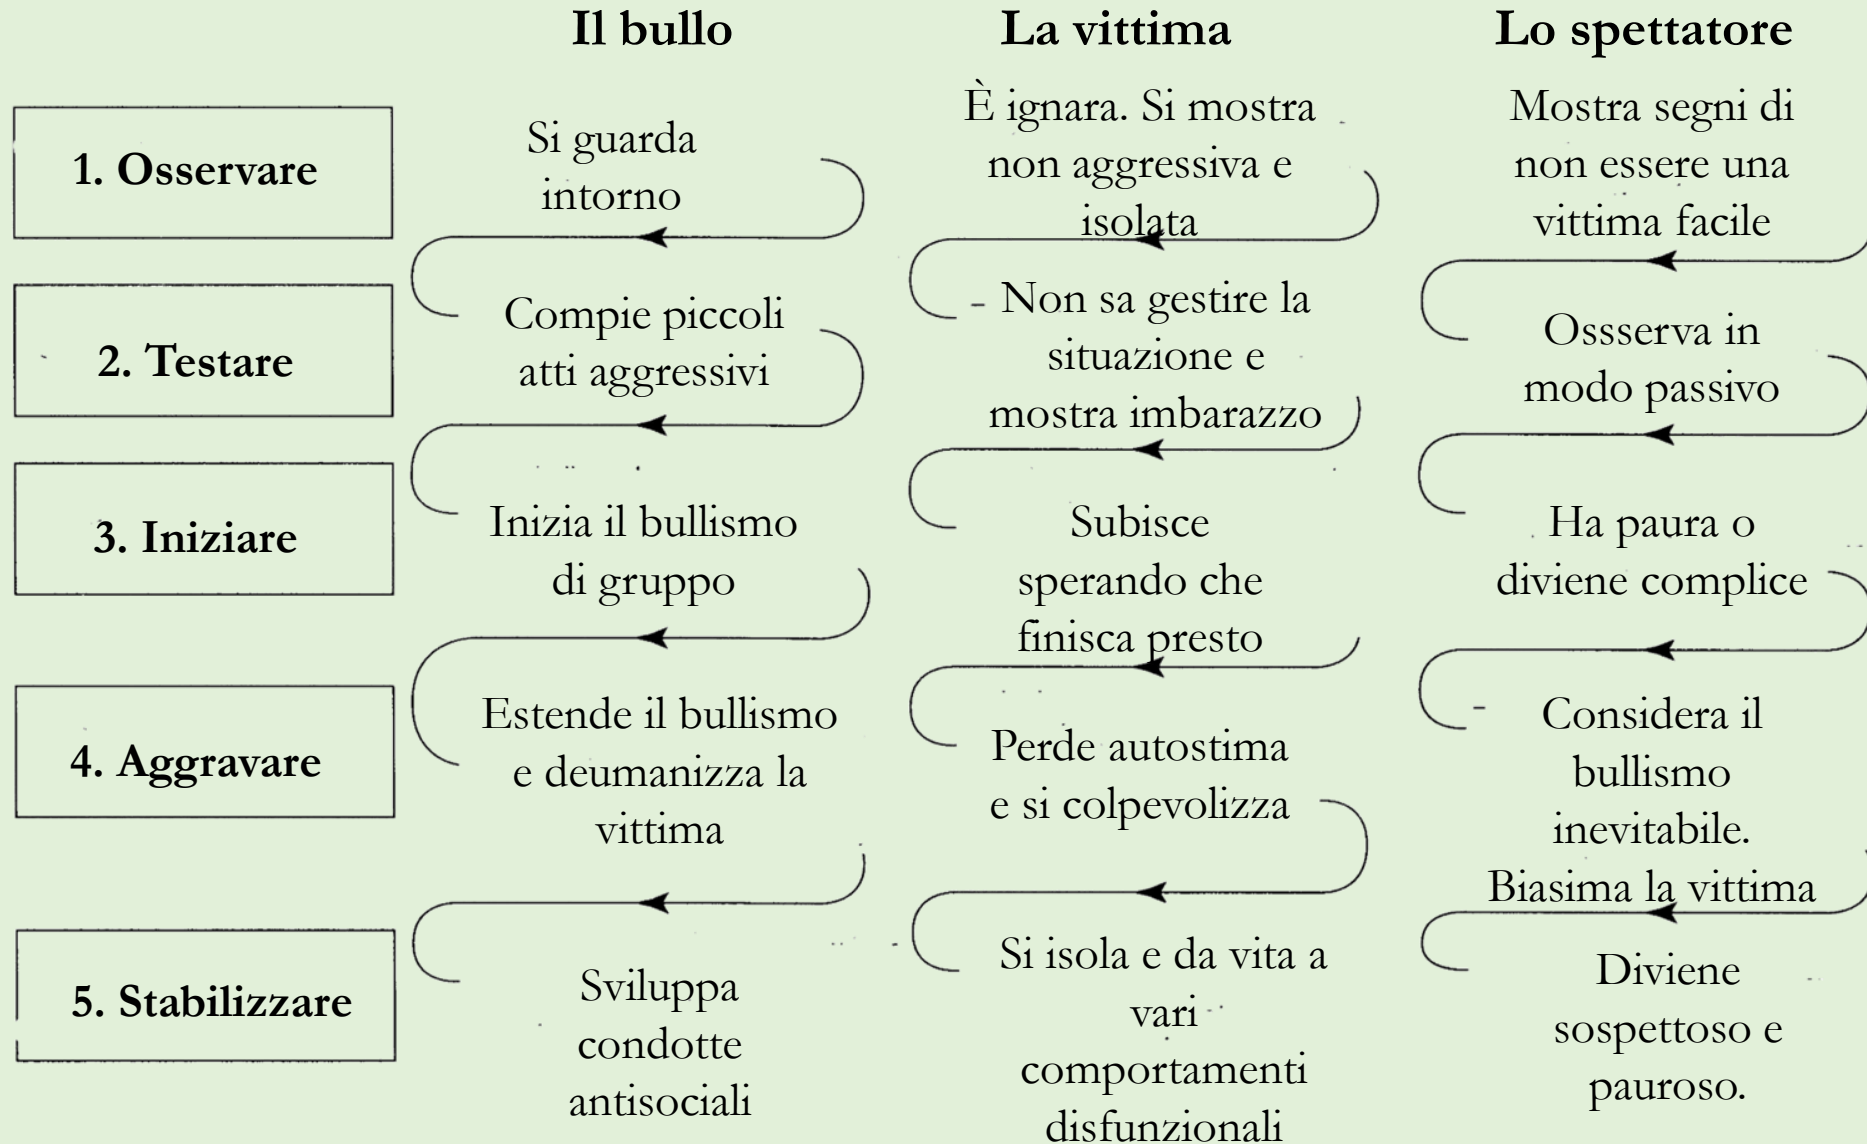 Il bullo
La vittima
Lo spettatore
1. Osservare
Si guarda
intorno
È ignara. Si mostra
non aggressiva e
isolata
Mostra segni di
non essere una
vittima facile
2. Testare
Compie piccoli
atti aggressivi
Non sa gestire la
situazione e
mostra imbarazzo
Ossserva in
modo passivo
3. Iniziare
Inizia il bullismo
di gruppo
Subisce
sperando che
finisca presto
Ha paura o
diviene complice
4. Aggravare
Estende il bullismo
e deumanizza la
vittima
Perde autostima
e si colpevolizza
Considera il
bullismo
inevitabile.
Biasima la vittima
5. Stabilizzare
Sviluppa
condotte
antisociali
Si isola e da vita a
vari
comportamenti
disfunzionali
Diviene
sospettoso e
pauroso.